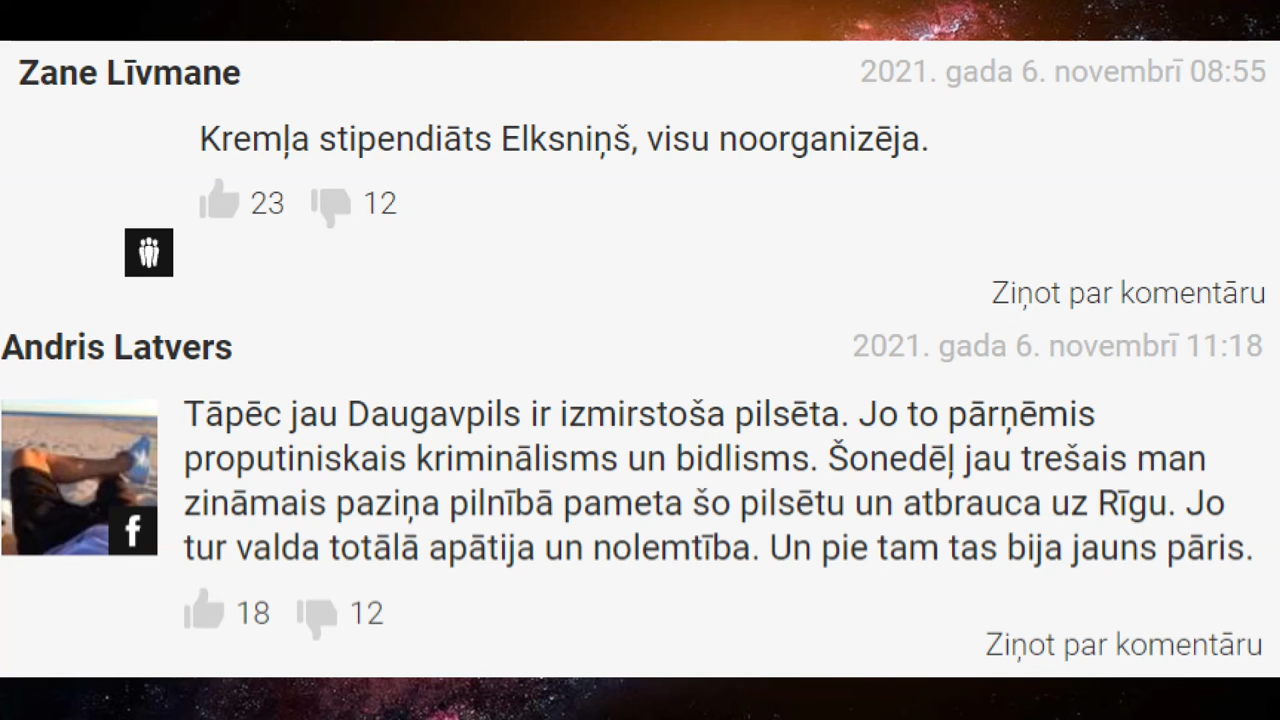 Zane Līvmane
2021. gada 6. novembrī 08:55
Kremļa stipendiāts Elksniņš, visu noorganizēja.
23 12
Ziņot par komentāru
Andris Latvers
2021. gada 6. novembrī 11:18
Tāpēc jau Daugavpils ir izmirstoša pilsēta. Jo to pārņēmis
proputiniskais kriminālisms un bidlisms. Šonedēļ jau trešais man
zināmais paziņa pilnībā pameta šo pilsētu un atbrauca uz Rīgu. Jo
tur valda totālā apātija un nolemtība. Un pie tam tas bija jauns pāris.
f
18 12
Ziņot par komentāru